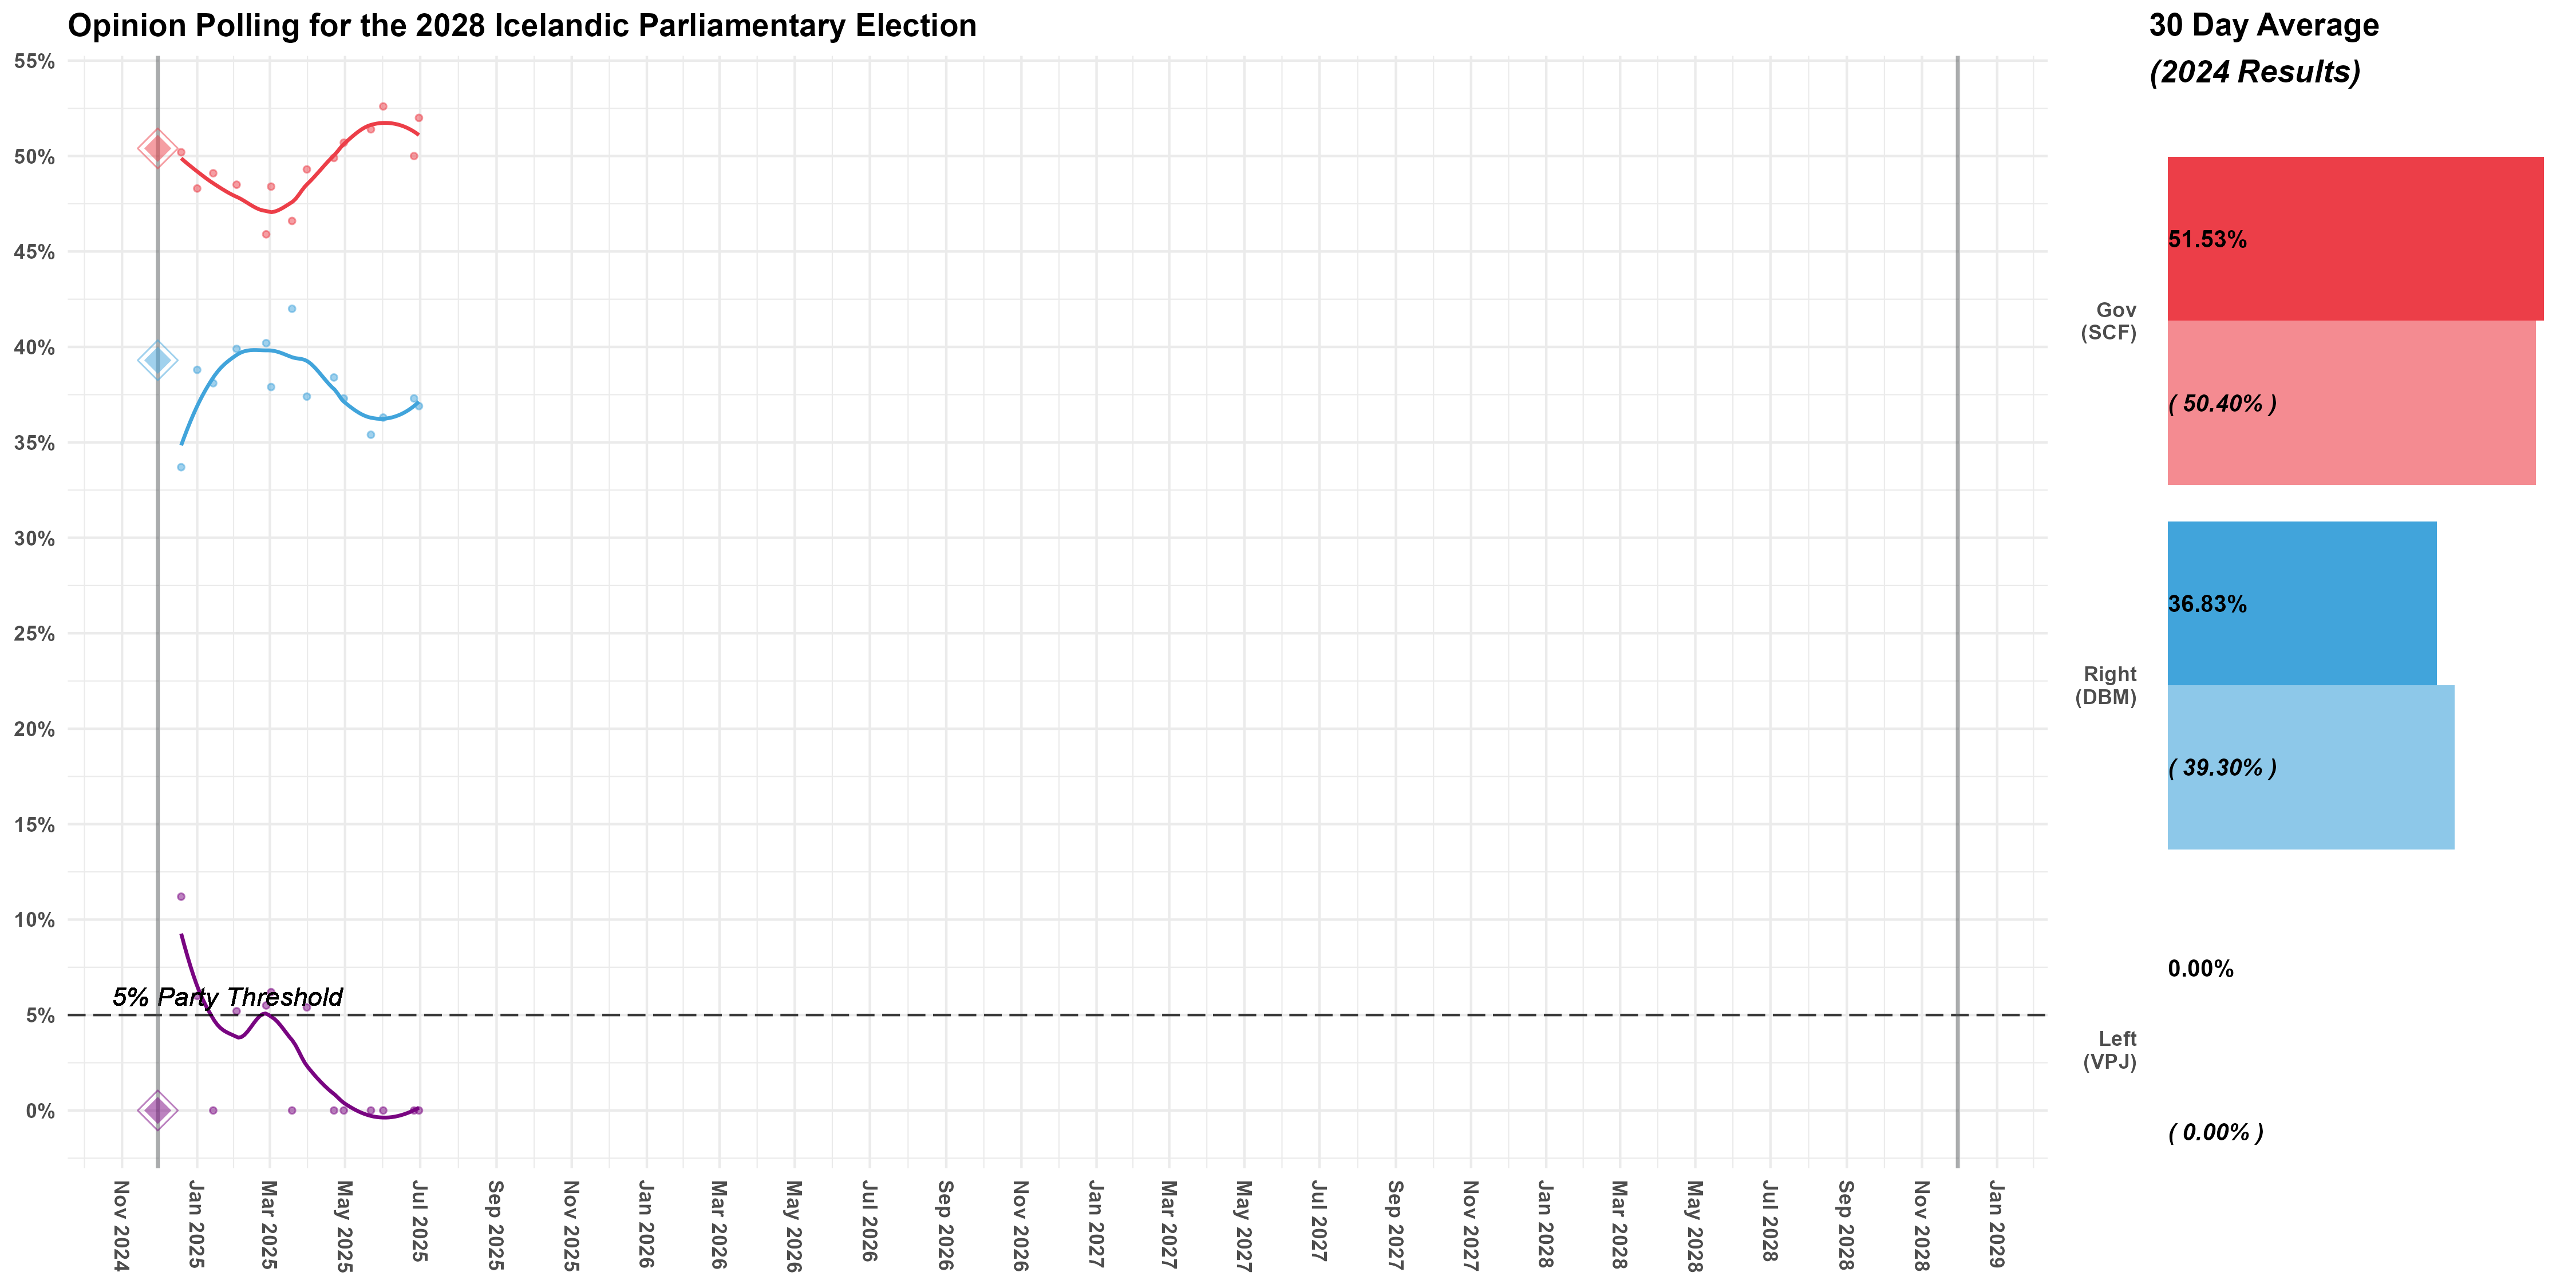 Opinion Polling for the 2028 Icelandic Parliamentary Election
30 Day Average
(2024 Results)
55%
50%
45%
40%
35%
30%
25%
20%
15%
10%
5%
0%
5% Party Threshold
Nov 2024
Jan 2025
Mar 2025
May 2025
Jul 2025
Sep 2025
Nov 2025
Jan 2026
Mar 2026
May 2026
Jul 2026
Sep 2026
Nov 2026
Jan 2027
Mar 2027
May 2027
Jul 2027
Sep 2027
Nov 2027
Jan 2028
Mar 2028
May 2028
Jul 2028
Sep 2028
Nov 2028
Jan 2029
Gov
(SCF)
51.53%
( 50.40% )
Right
(DBM)
36.83%
( 39.30% )
Left
(VPJ)
0.00%
( 0.00% )